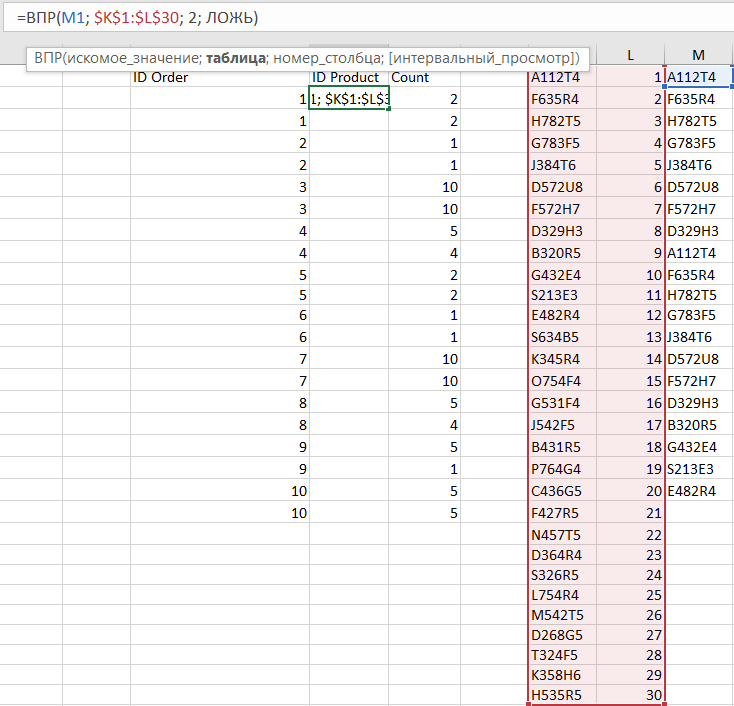 =ВПР(M1; $K$1:$L$30; 2; ЛОЖЬ)
ВПР(искомое_значение; таблица; номер_столбца; [интервальный_просмотр])
L M
ID Order ID Product Count A112T4 1 A112T4
1 1; $K$1:$L$3 2 F635R4 2 F635R4
1 2 H782T5 3 H782T5
2 1 G783F5 4 G783F5
2 1 J384T6 5 J384T6
3 10 D572U8 6 D572U8
3 10 F572H7 7 F572H7
4 5 D329H3 8 D329H3
4 4 B320R5 9 A112T4
5 2 G432E4 10 F635R4
5 2 S213E3 11 H782T5
6 1 E482R4 12 G783F5
6 1 S634B5 13 J384T6
7 10 K345R4 14 D572U8
7 10 O754F4 15 F572H7
8 5 G531F4 16 D329H3
8 4 J542F5 17 B320R5
9 5 B431R5 18 G432E4
9 1 P764G4 19 S213E3
10 5 C436G5 20 E482R4
10 5 F427R5 21
N457T5 22
D364R4 23
S326R5 24
L754R4 25
M542T5 26
D268G5 27
T324F5 28
K358H6 29
H535R5 30